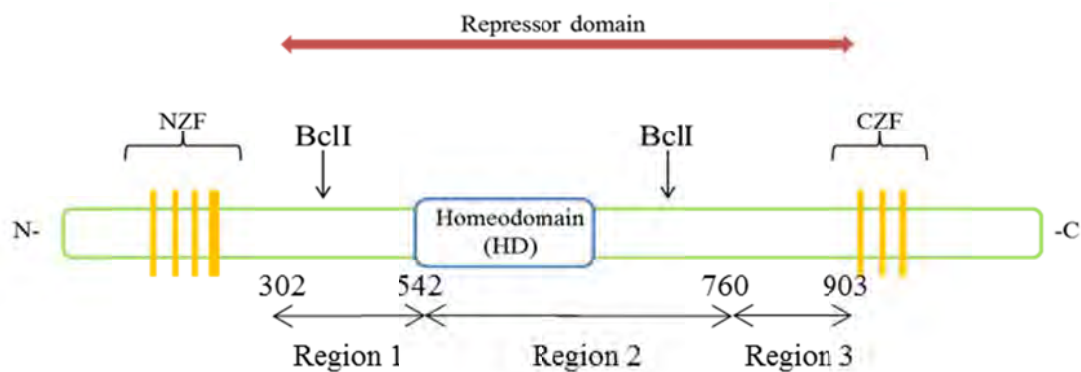 Repressor domain
NZF
CZF
BclI
BclI
N-
Homeodomain
(HD)
-C
302
542
760
903
Region 1
Region 2
Region 3